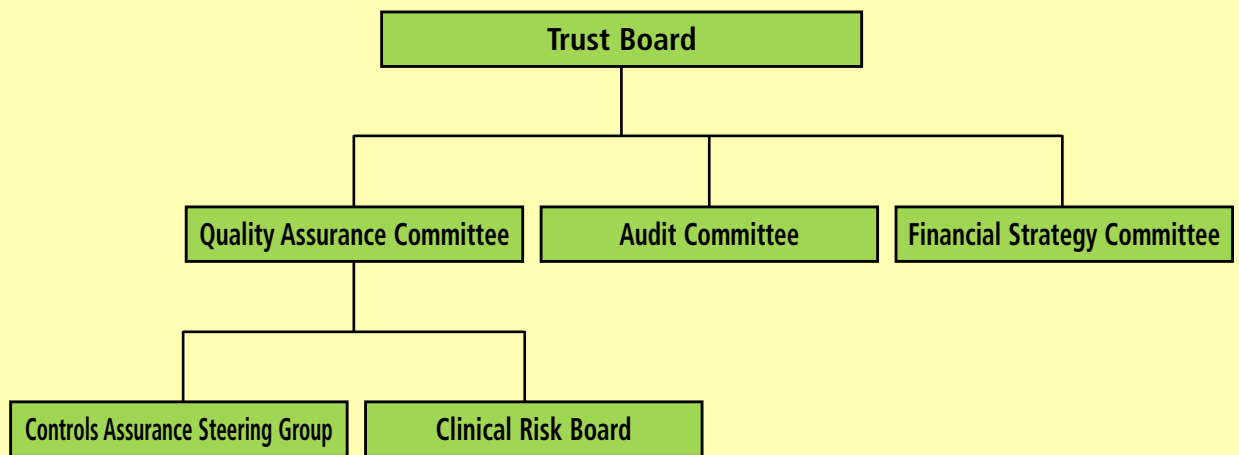 Trust Board
Quality Assurance Committee
Audit Committee
Financial Strategy Committee
Controls Assurance Steering Group
Clinical Risk Board